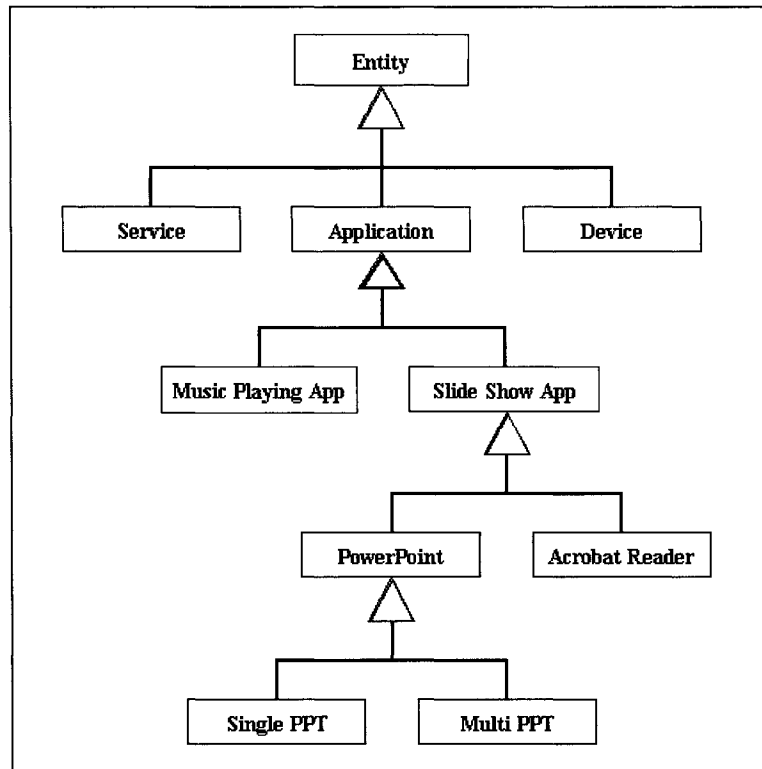 Entity
Service
Application
Device
Music Playing App
Slide Show App
PowerPoint
Acrobat Reader
Single PPT
Multi PPT